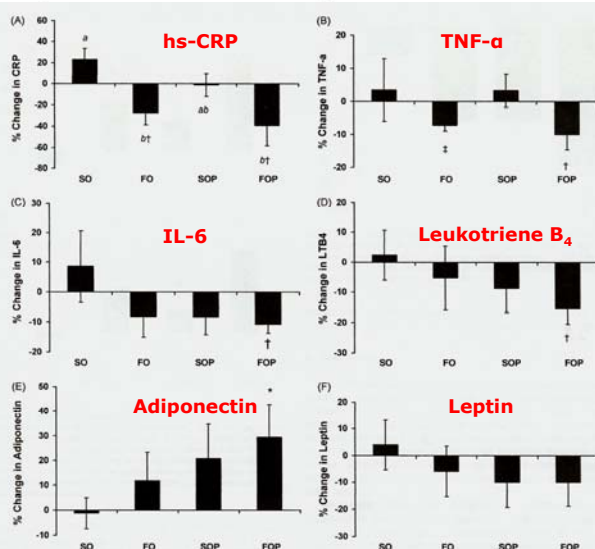 (A)
hs-CRP
% Change in CRP
60
40
20
0
-20
-40
-60
-80
a
b†
ab
b†
SO FO SOP FOP
(B)
TNF-α
% Change in TNF-a
20
10
0
-10
-20
‡
†
SO FO SOP FOP
(C)
IL-6
% Change in IL-6
30
20
10
0
-10
-20
†
SO FO SOP FOP
(D)
Leukotriene B4
% Change in LTB4
20
10
0
-10
-20
-30
†
SO FO SOP FOP
(E)
Adiponectin
% Change in Adiponectin
50
40
30
20
10
0
-10
*
SO FO SOP FOP
(F)
Leptin
% Change in Leptin
20
10
0
-10
-20
-30
SO FO SOP FOP